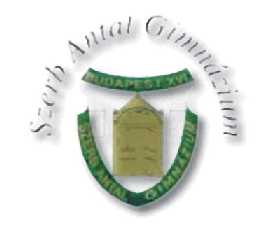 Szerb Antal Gimnázium
BUDAPEST XVI
SZERB ANTAL GIMNÁZIUM